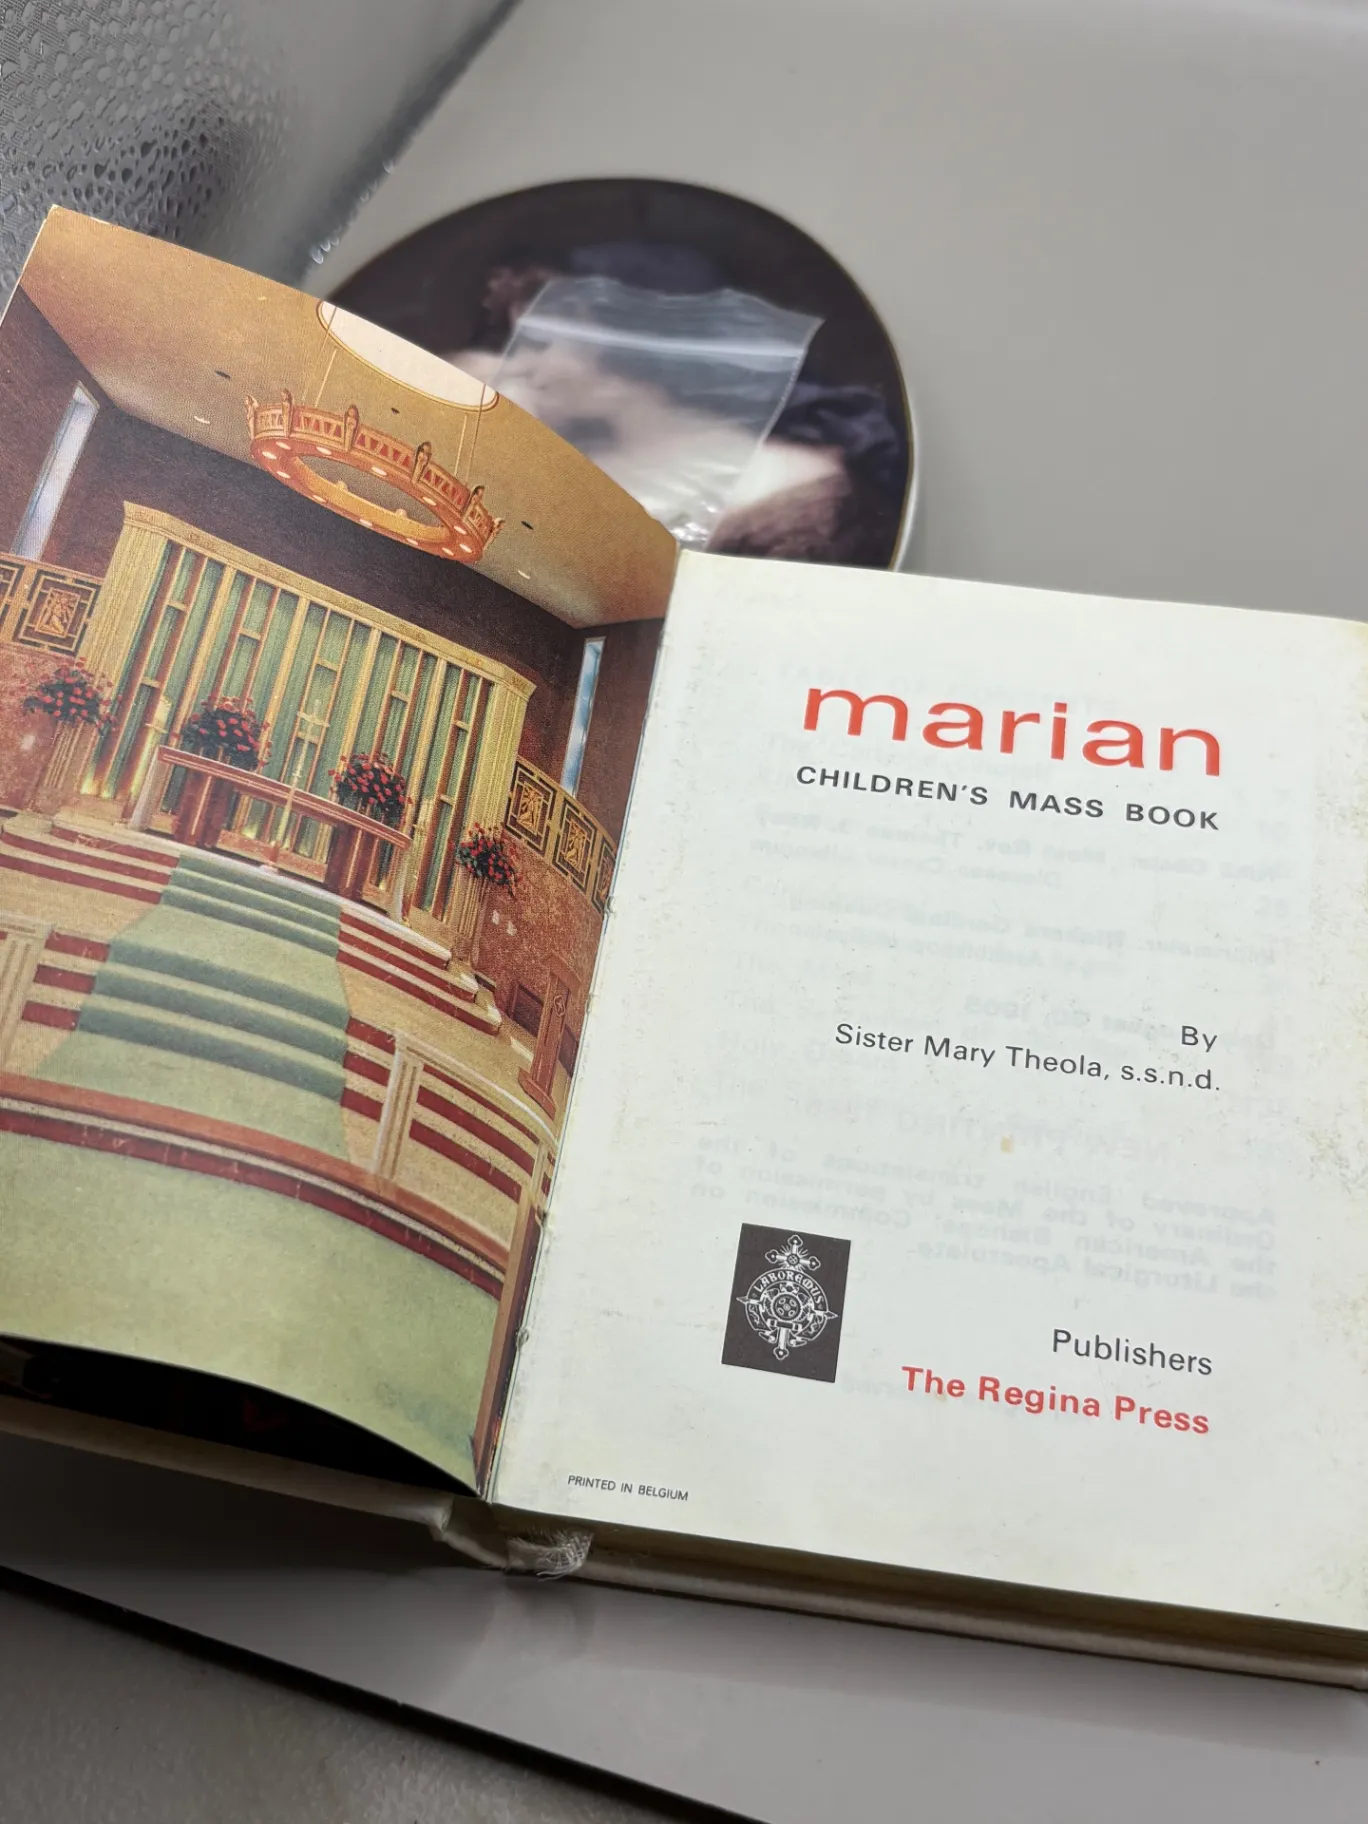 marian
CHILDREN'S MASS BOOK
By
Sister Mary Theola, s.s.n.d.
LABOREMUS
Publishers
The Regina Press
PRINTED IN BELGIUM